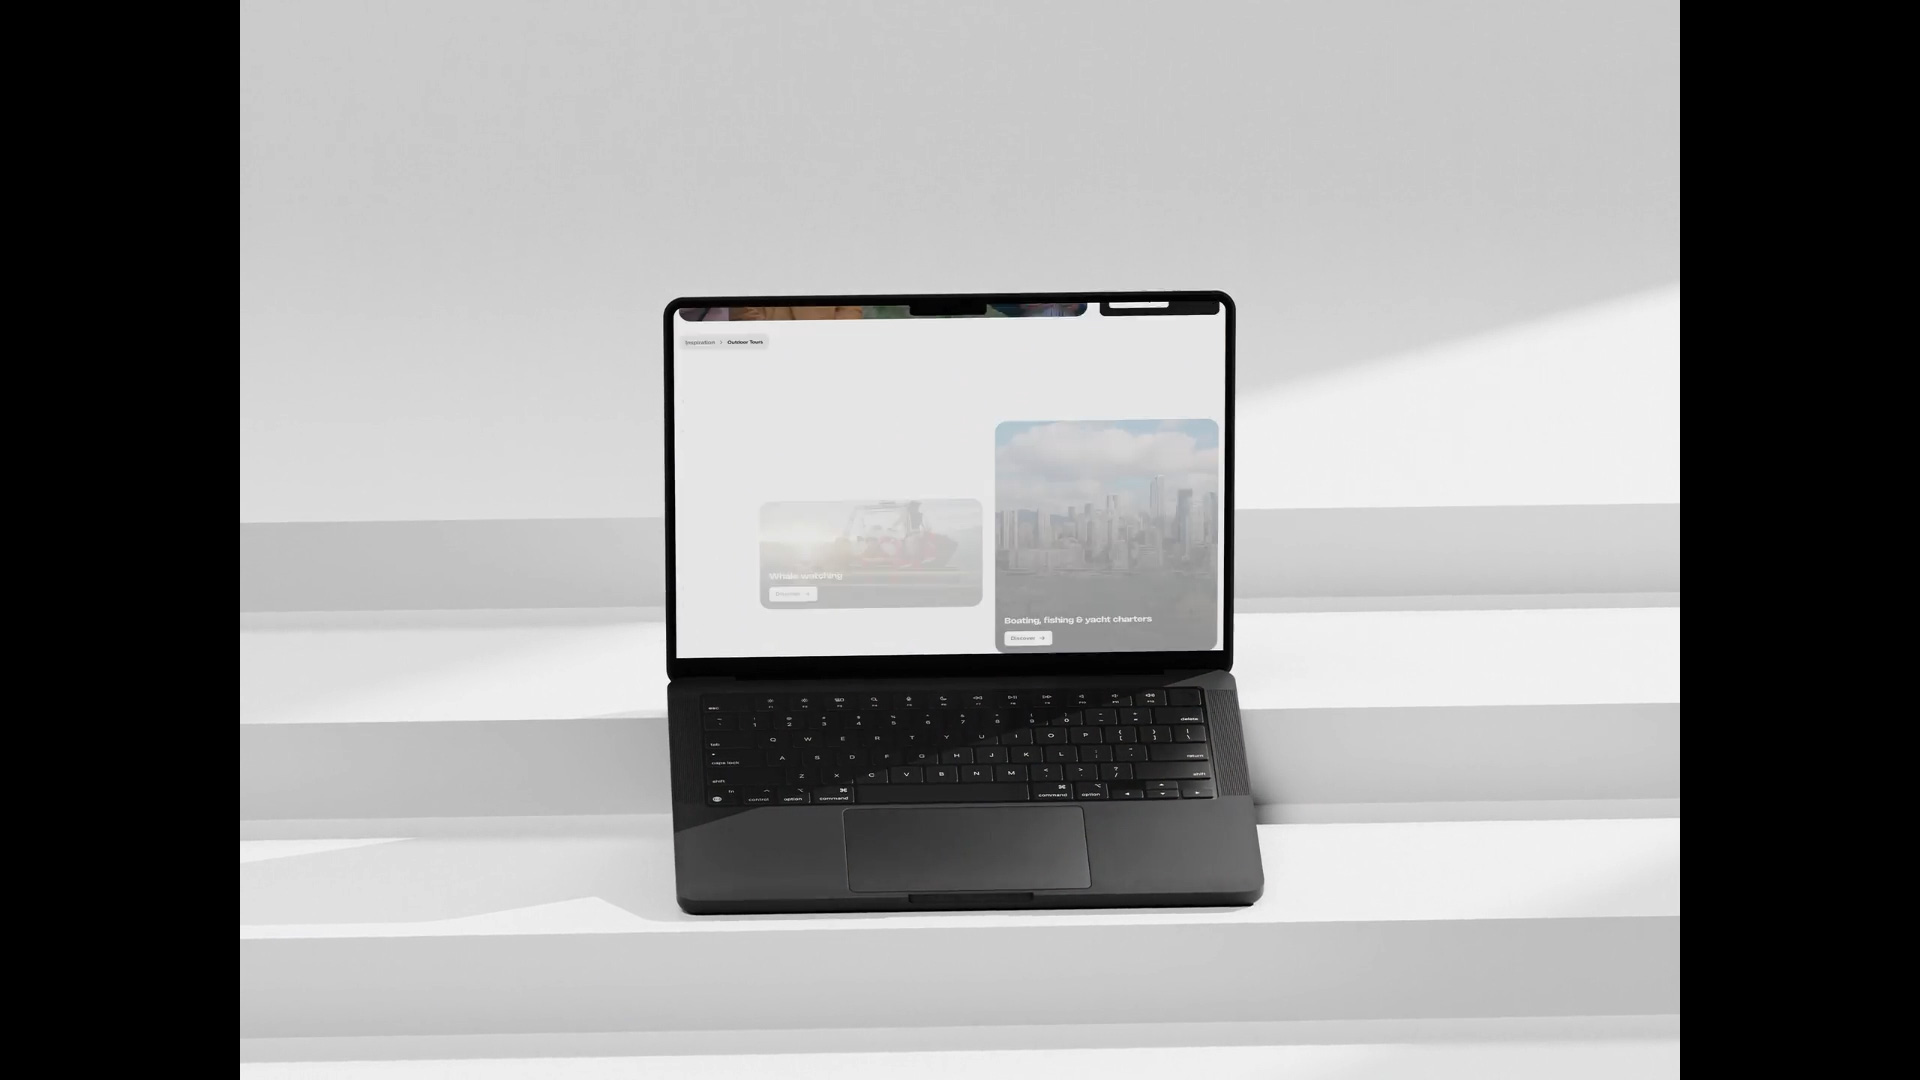 Inspiration > Outdoor Tours
Whale watching
Discover →
Boating, fishing & yacht charters
Discover →
esc
delete
Q W E R T Y U I O P
tab
A S D F G H J K L
caps lock
return
Z X C V B N M
shift
shift
fn control option command
command option